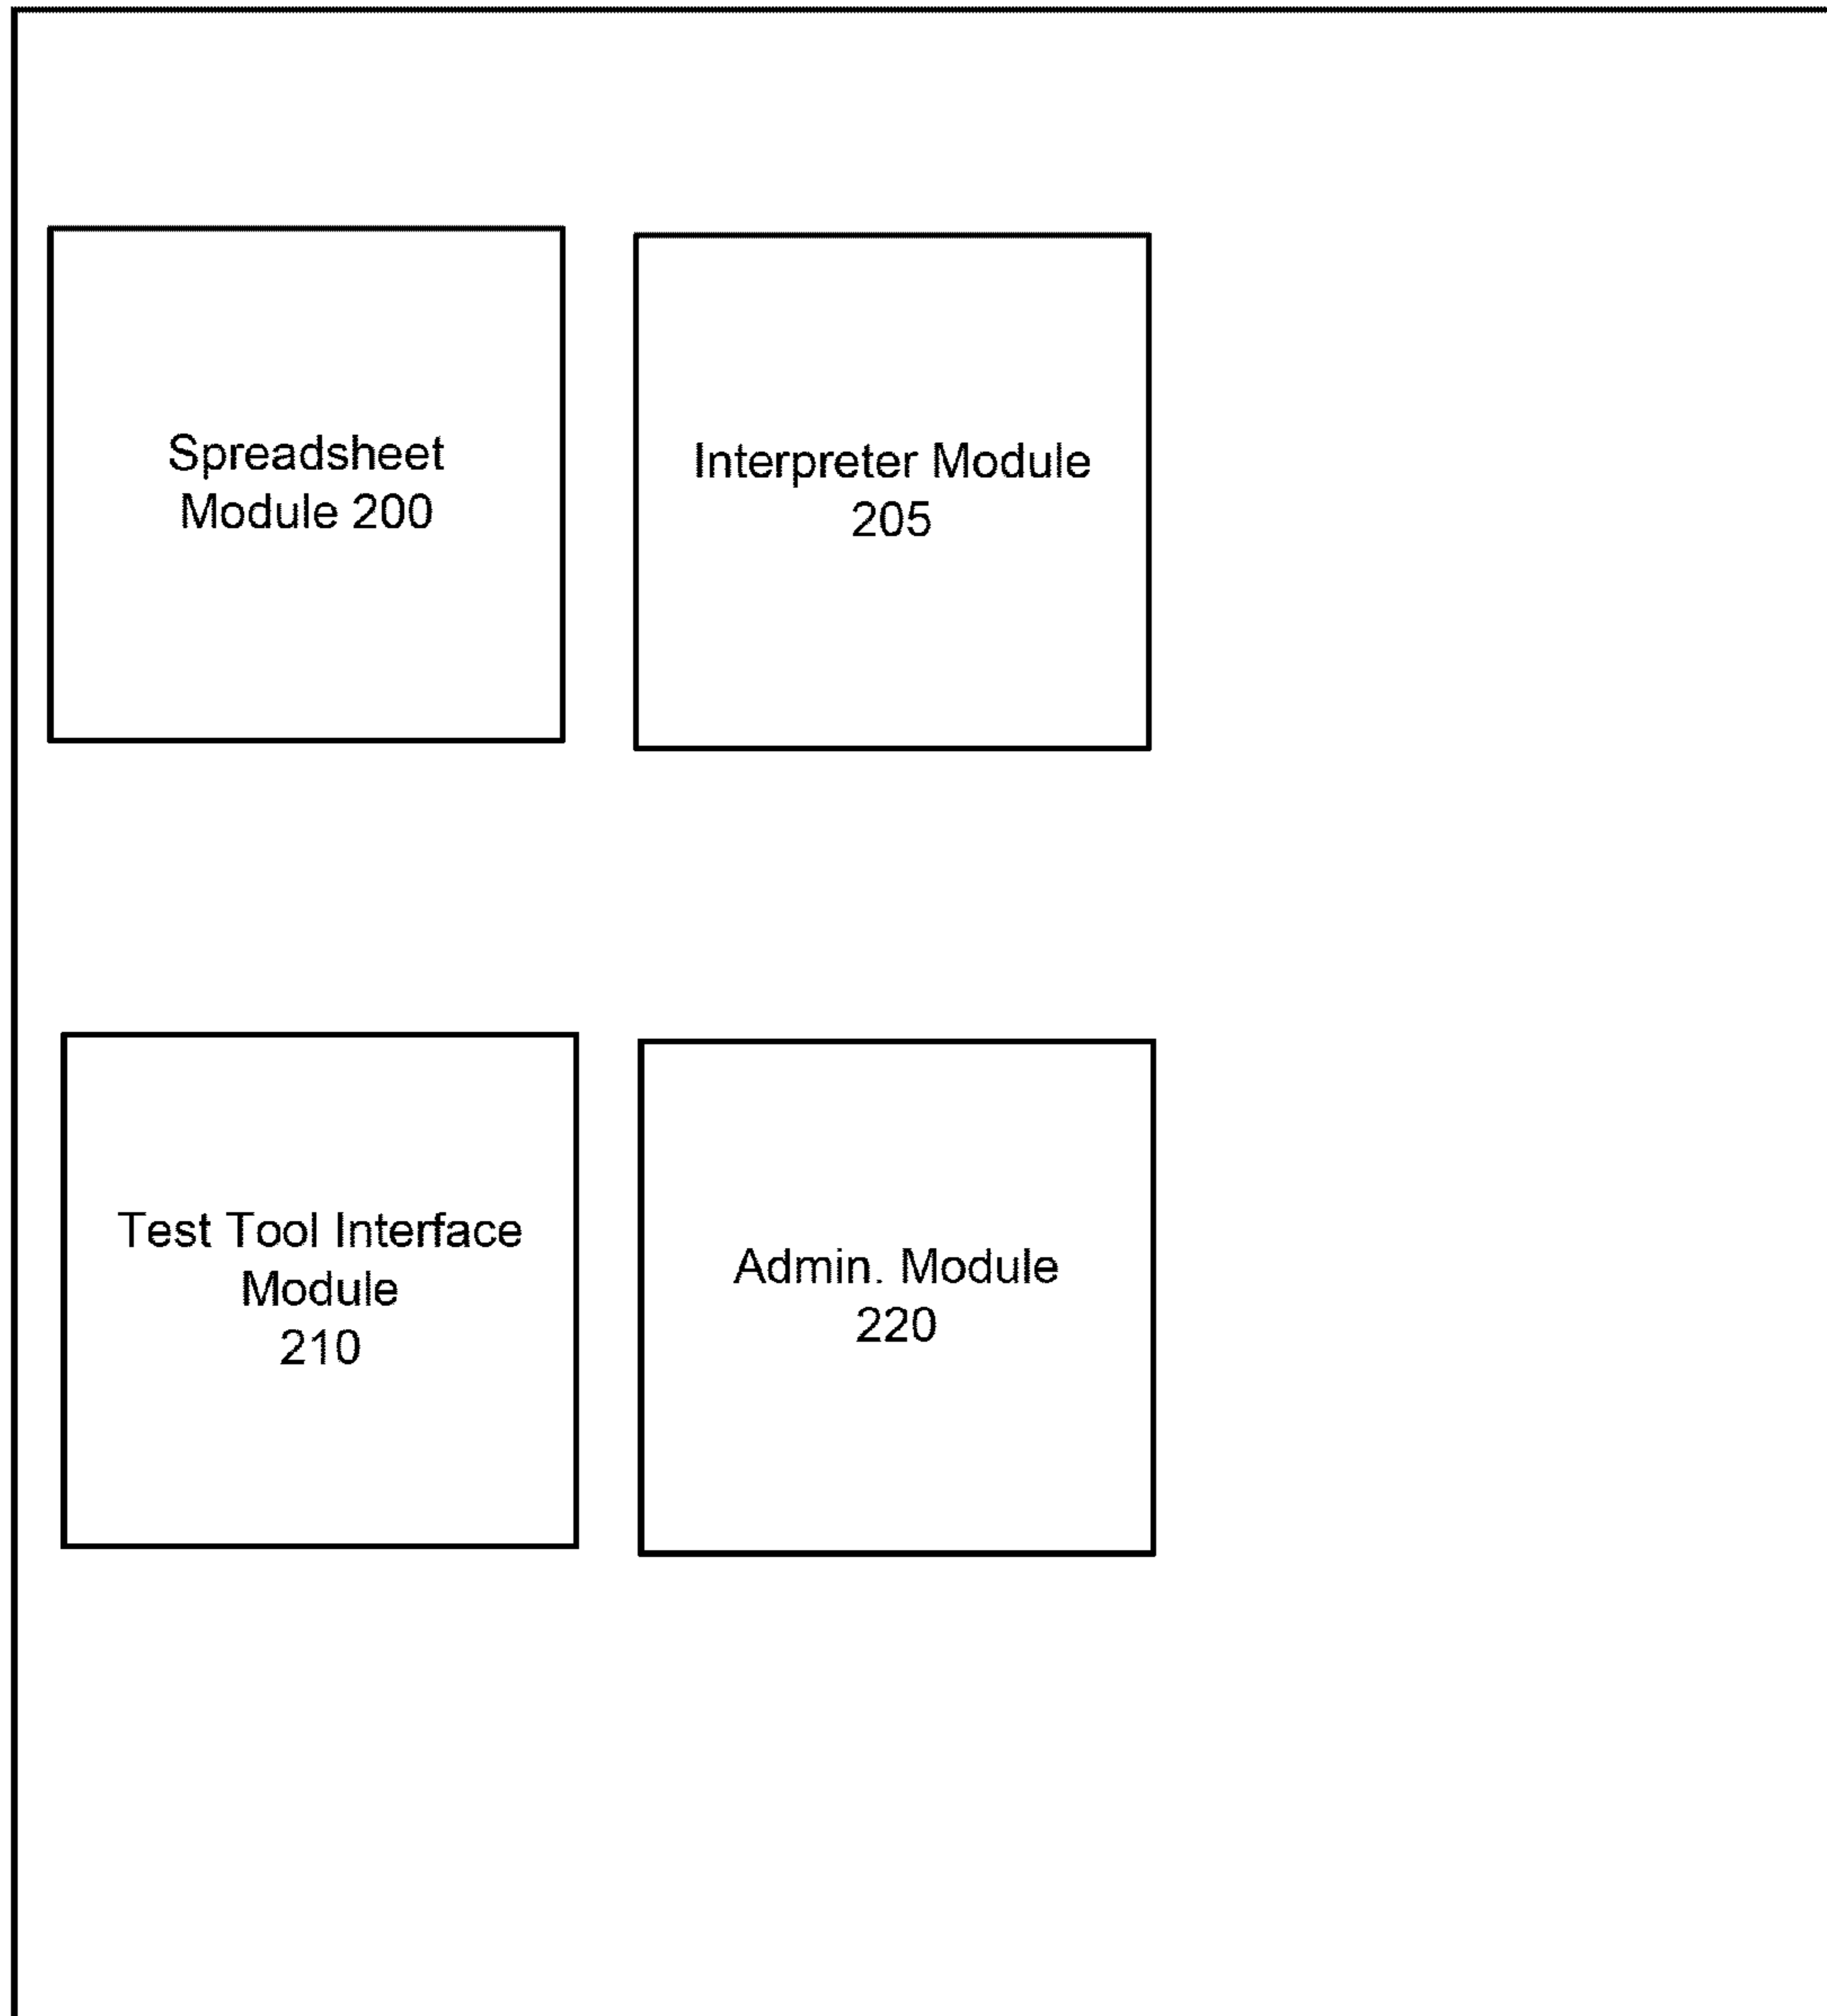 Spreadsheet
Module 200
Interpreter Module
205
Test Tool Interface
Module
210
Admin. Module
220